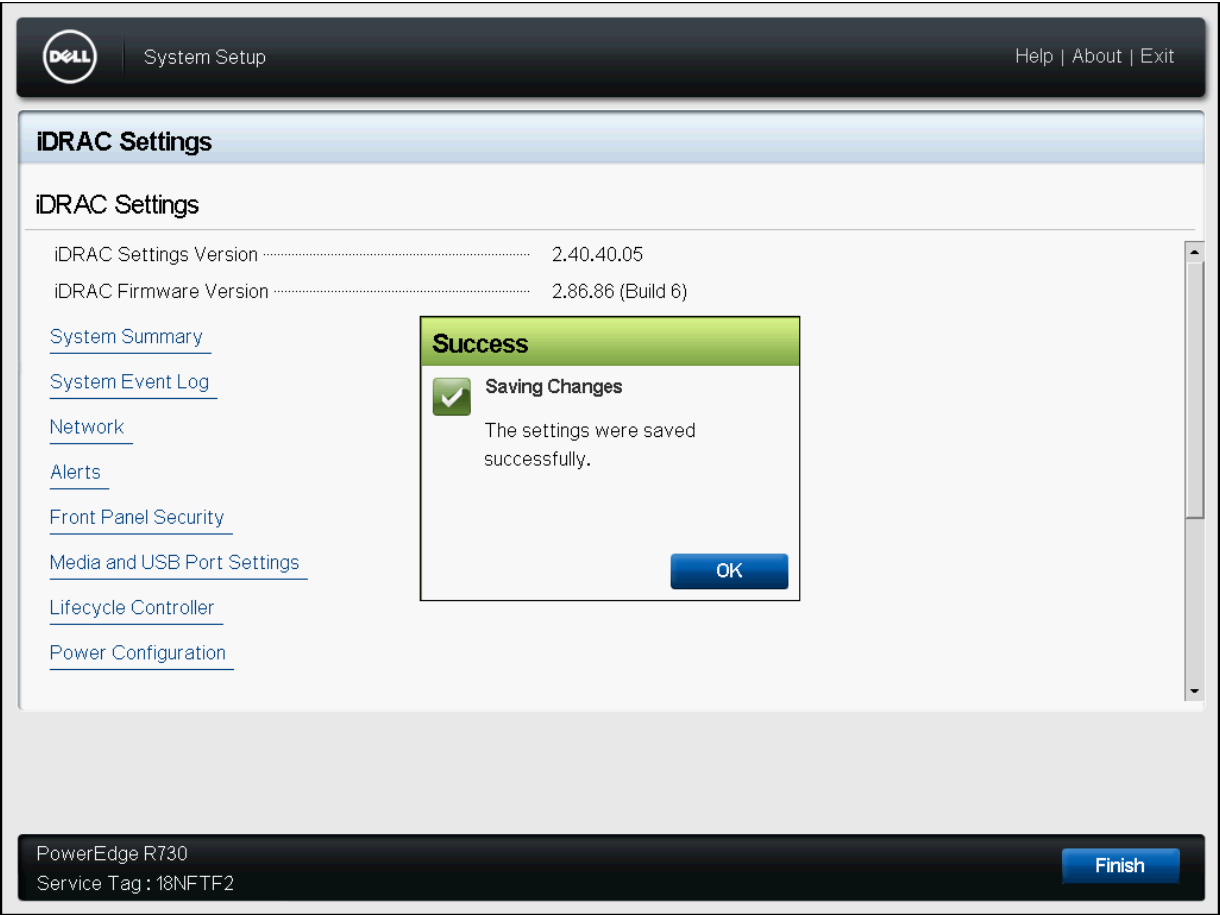 DELL
System Setup
Help | About | Exit
iDRAC Settings
iDRAC Settings
iDRAC Settings Version 2.40.40.05
iDRAC Firmware Version 2.86.86 (Build 6)
System Summary
System Event Log
Network
Alerts
Front Panel Security
Media and USB Port Settings
Lifecycle Controller
Power Configuration
Success
Saving Changes
The settings were saved
successfully.
OK
PowerEdge R730
Service Tag : 18NFTF2
Finish